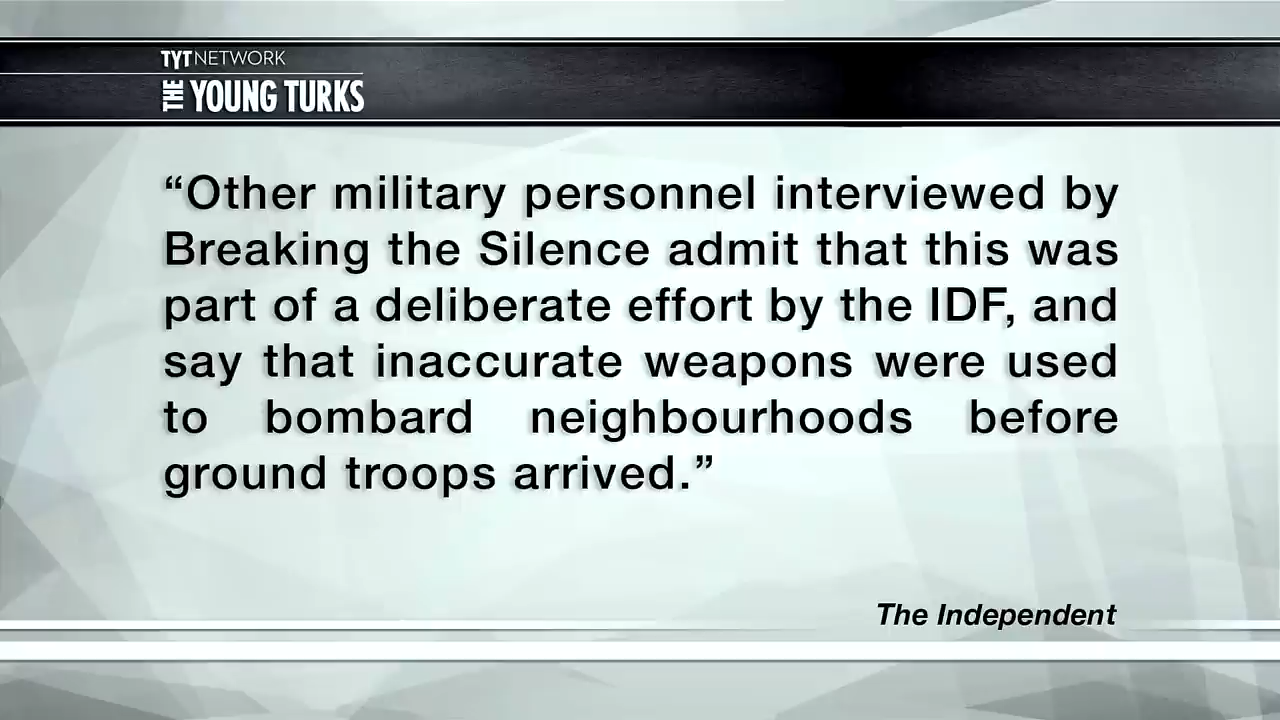 TYT NETWORK
THE YOUNG TURKS
“Other military personnel interviewed by
Breaking the Silence admit that this was
part of a deliberate effort by the IDF, and
say that inaccurate weapons were used
to bombard neighbourhoods before
ground troops arrived.”
The Independent